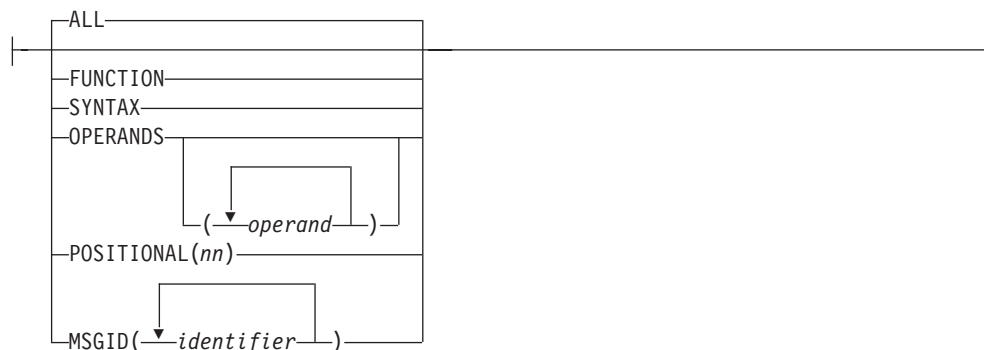 ALL
FUNCTION
SYNTAX
OPERANDS
( operand )
POSITIONAL(nn)
MSGID( identifier )